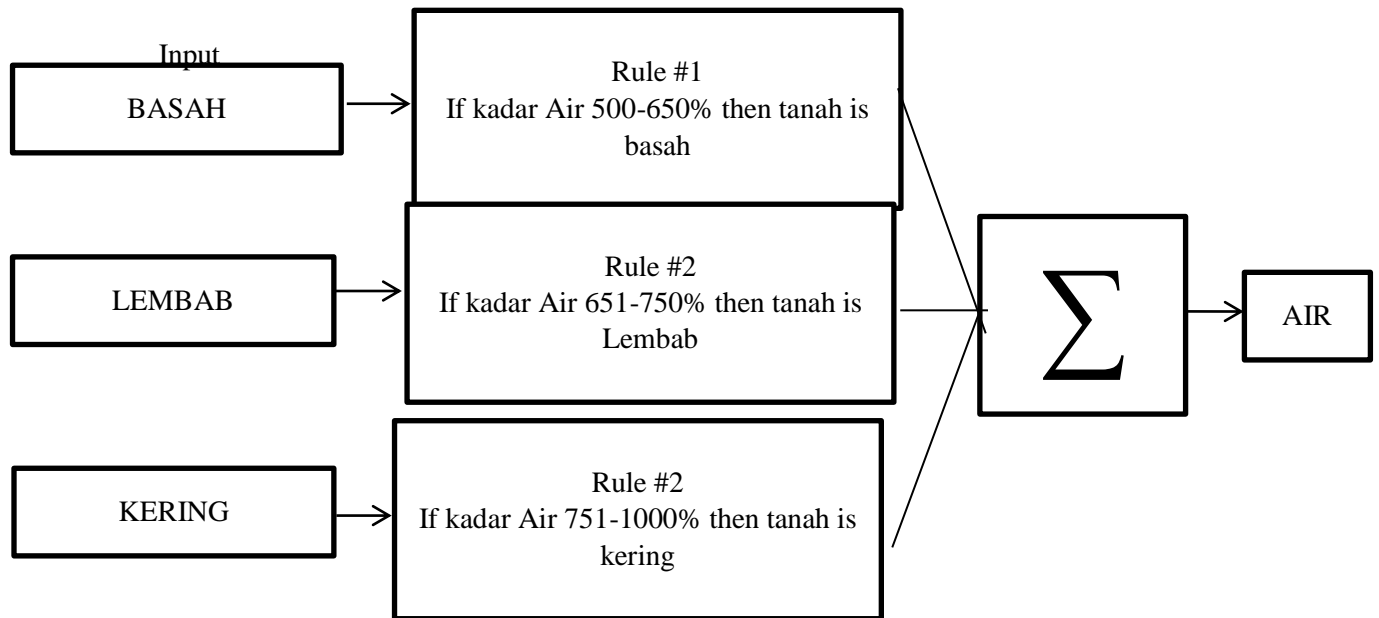 Input
BASAH
Rule #1
If kadar Air 500-650% then tanah is
basah
LEMBAB
Rule #2
If kadar Air 651-750% then tanah is
Lembab
KERING
Rule #2
If kadar Air 751-1000% then tanah is
kering
∑
AIR